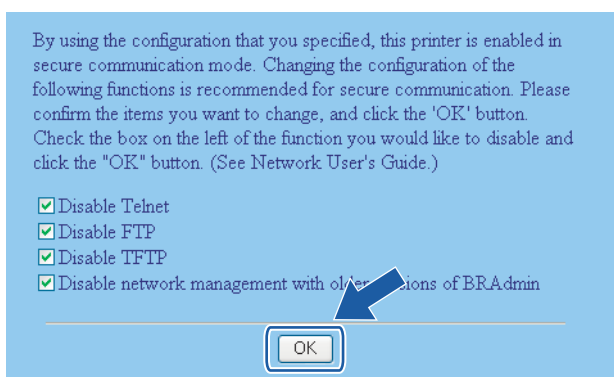 By using the configuration that you specified, this printer is enabled in
secure communication mode. Changing the configuration of the
following functions is recommended for secure communication. Please
confirm the items you want to change, and click the 'OK' button.
Check the box on the left of the function you would like to disable and
click the "OK" button. (See Network User's Guide.)
Disable Telnet
Disable FTP
Disable TFTP
Disable network management with older of BRAdmin
OK